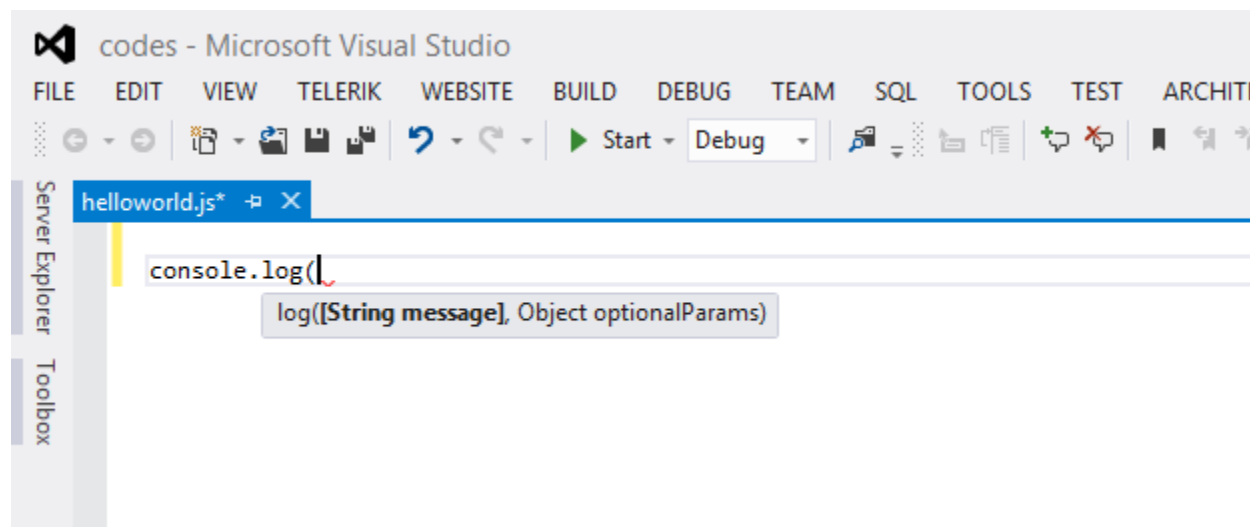 codes - Microsoft Visual Studio
FILE EDIT VIEW TELERIK WEBSITE BUILD DEBUG TEAM SQL TOOLS TEST ARCHITE
Start Debug
helloworld.js*
console.log(
log([String message], Object optionalParams)
Server Explorer
Toolbox